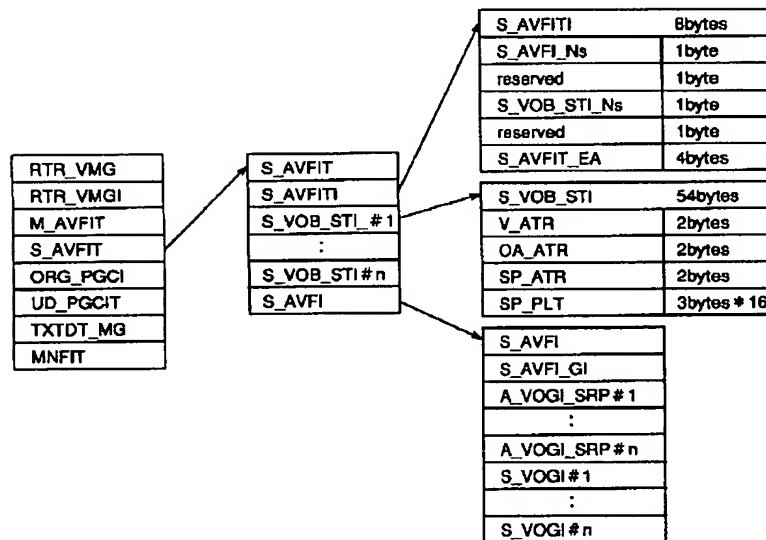 RTR_VMG
RTR_VMGI
M_AVFIT
S_AVFIT
ORG_PGCI
UD_PGCIT
TXTDT_MG
MNFIT
S_AVFIT
S_AVFITI
S_VOB_STI_#1
:
S_VOB_STI#n
S_AVFI
S_AVFITI 8bytes
S_AVFI_Ns 1byte
reserved 1byte
S_VOB_STI_Ns 1byte
reserved 1byte
S_AVFIT_EA 4bytes
S_VOB_STI 54bytes
V_ATR 2bytes
OA_ATR 2bytes
SP_ATR 2bytes
SP_PLT 3bytes*16
S_AVFI
S_AVFI_GI
A_VOGI_SRP#1
:
A_VOGI_SRP#n
S_VOGI#1
:
S_VOGI#n